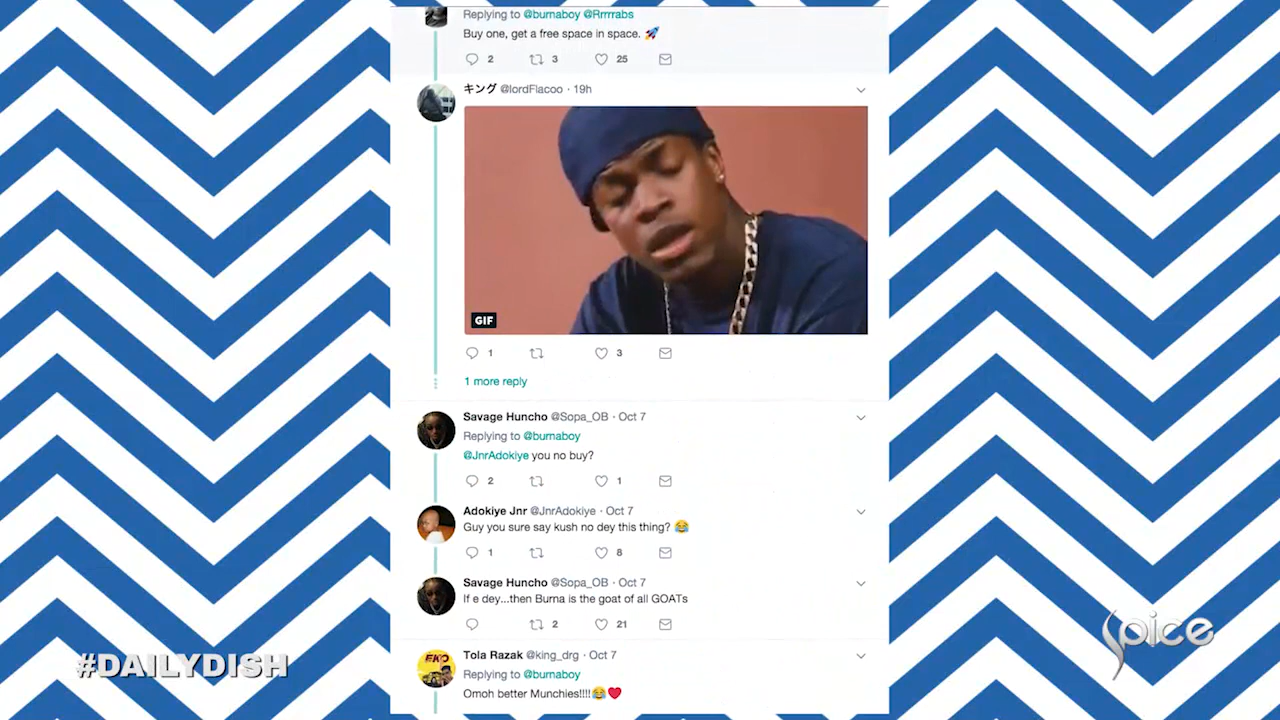 Replying to @burnaboy @Rrrrrabs
Buy one, get a free space in space. 🚀
2 3 25
キング @lordFlacoo · 19h
GIF
1 3
1 more reply
Savage Huncho @Sopa_OB · Oct 7
Replying to @burnaboy
@JnrAdokiye you no buy?
2 1
Adokiye Jnr @JnrAdokiye · Oct 7
Guy you sure say kush no dey this thing? 😂
1 8
Savage Huncho @Sopa_OB · Oct 7
If e dey...then Burna is the goat of all GOATs
2 21
Tola Razak @king_drg · Oct 7
EKO
Replying to @burnaboy
Omoh better Munchies!!!!😂❤️
#DAILYDISH
Spice